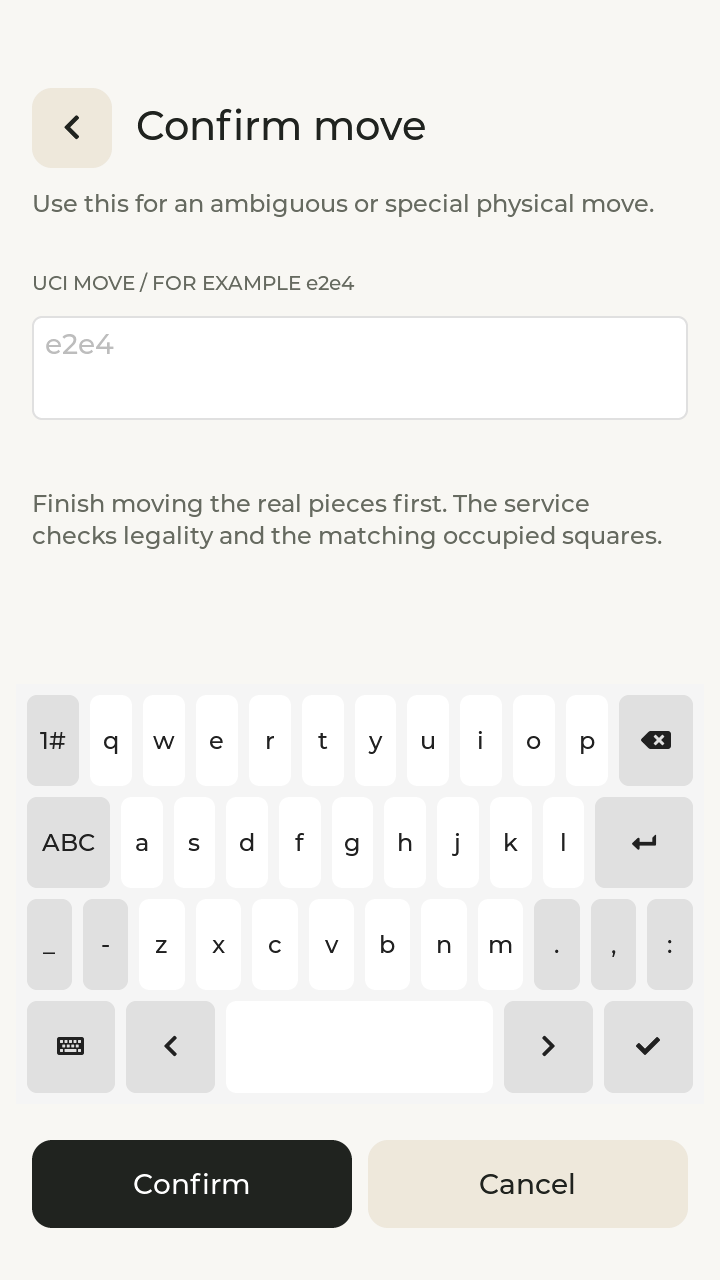 Confirm move
Use this for an ambiguous or special physical move.
UCI MOVE / FOR EXAMPLE e2e4
e2e4
Finish moving the real pieces first. The service
checks legality and the matching occupied squares.
1# q w e r t y u i o p
ABC a s d f g h j k l
_ - z x c v b n m . , :
Confirm Cancel